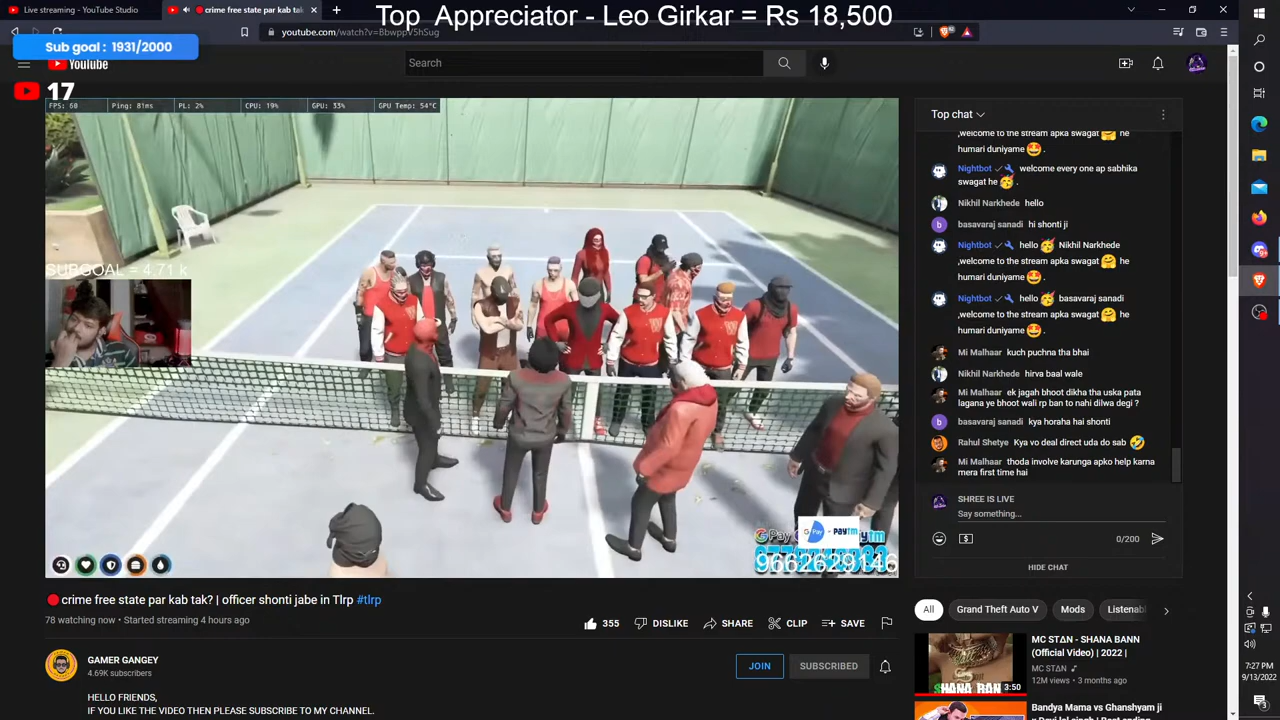 Live streaming - YouTube Studio
crime free state par kab tak
Top Appreciator - Leo Girkar = Rs 18,500
Sub goal : 1931/2000
YouTube
Search
17
FPS: 60 Ping: 81ms PL: 2% CPU: 19% GPU: 33% GPU Temp: 54°C
SUBGOAL = 4.71 k
G Pay
Pay - PayTM
9662629146
crime free state par kab tak? | officer shonti jabe in Tlrp #tlrp
78 watching now • Started streaming 4 hours ago
355 DISLIKE SHARE CLIP SAVE
GAMER GANGEY
4.69K subscribers
JOIN SUBSCRIBED
HELLO FRIENDS,
IF YOU LIKE THE VIDEO THEN PLEASE SUBSCRIBE TO MY CHANNEL.
Top chat
,welcome to the stream apka swagat 🤗 he
humari duniyame 🤩 .
Nightbot welcome every one ap sabhika
swagat he 🥳 .
Nikhil Narkhede hello
basavaraj sanadi hi shonti ji
Nightbot hello 🥳 Nikhil Narkhede
,welcome to the stream apka swagat 🤗 he
humari duniyame 🤩 .
Nightbot hello 🥳 basavaraj sanadi
,welcome to the stream apka swagat 🤗 he
humari duniyame 🤩 .
Mi Malhaar kuch puchna tha bhai
Nikhil Narkhede hirva baal wale
Mi Malhaar ek jagah bhoot dikha tha uska pata
lagana ye bhoot wali rp ban to nahi dilwa degi ?
basavaraj sanadi kya horaha hai shonti
Rahul Shetye Kya vo deal direct uda do sab 🤣
Mi Malhaar thoda involve karunga apko help karna
mera first time hai
SHREE IS LIVE
Say something...
0/200
HIDE CHAT
All Grand Theft Auto V Mods Listenab
MC STΔN - SHANA BANN
(Official Video) | 2022 |
MC STΔN
12M views • 3 months ago
3:50
Bandya Mama vs Ghanshyam ji
7:27 PM
9/13/2022